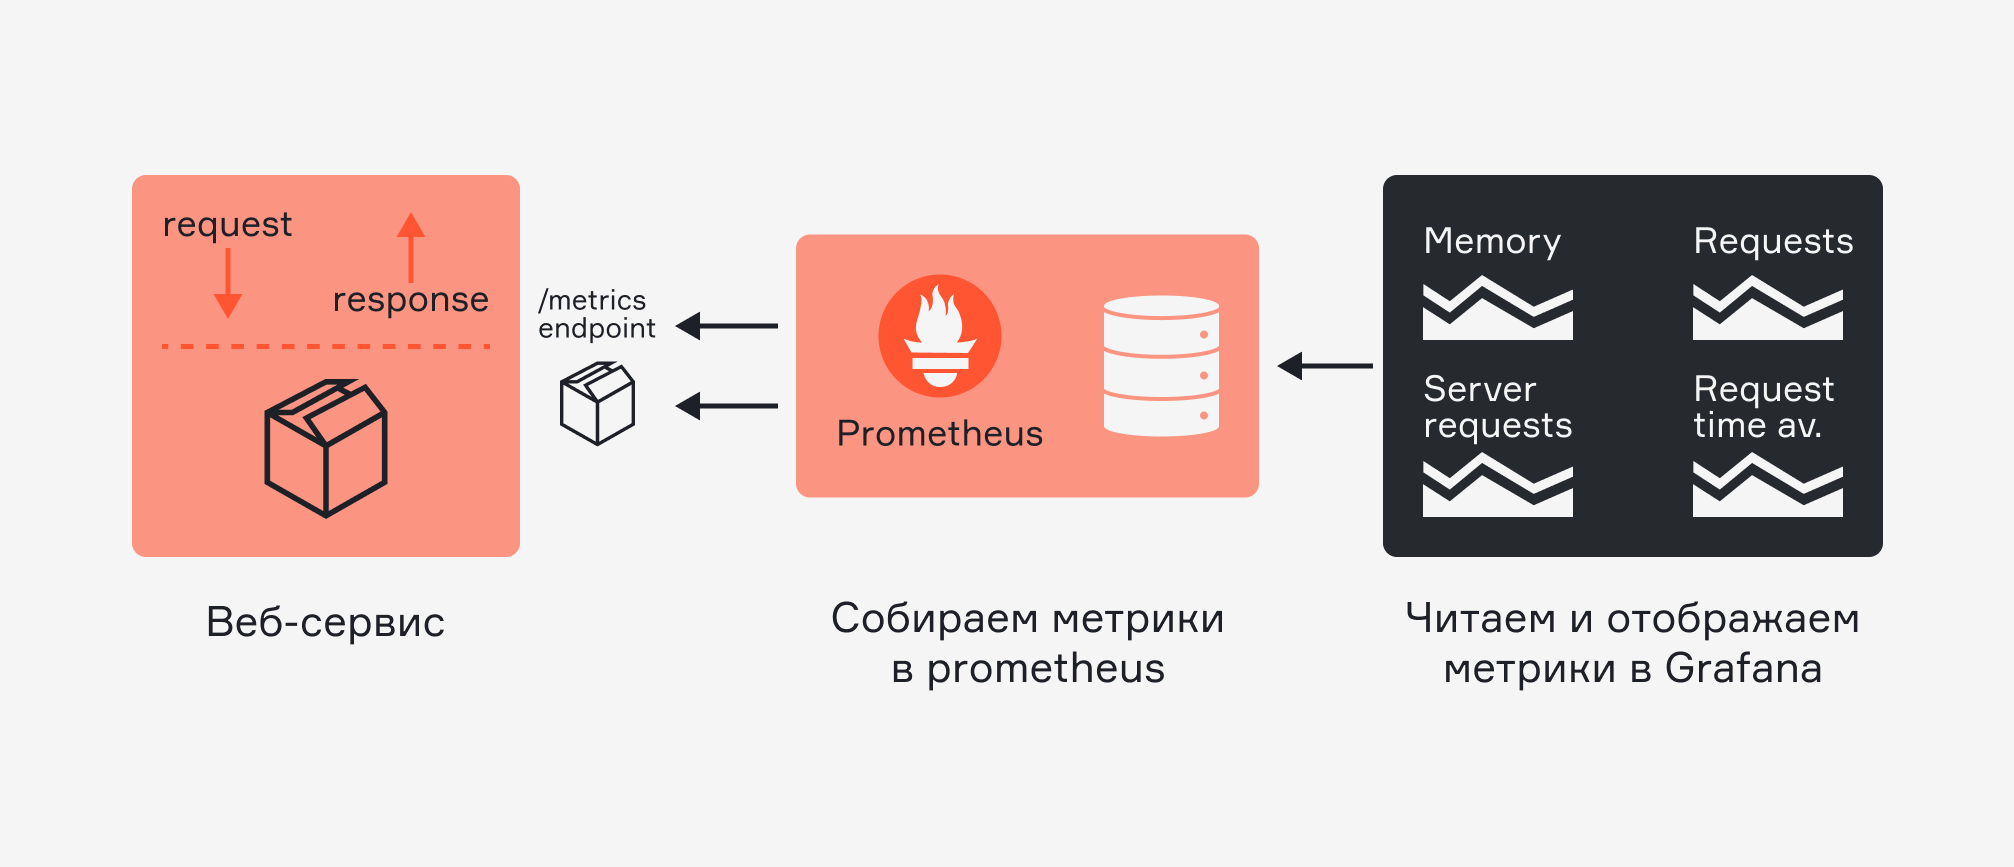 request
response
/metrics
endpoint
Prometheus
Memory
Requests
Server
requests
Request
time av.
Веб-сервис
Собираем метрики
в prometheus
Читаем и отображаем
метрики в Grafana